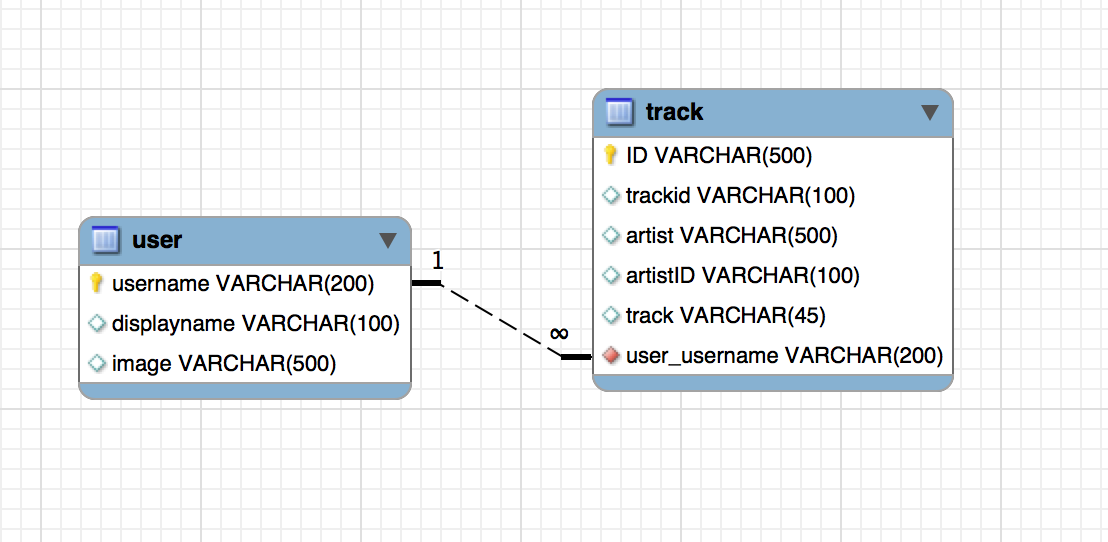 user
username VARCHAR(200)
displayname VARCHAR(100)
image VARCHAR(500)
1
∞
track
ID VARCHAR(500)
trackid VARCHAR(100)
artist VARCHAR(500)
artistID VARCHAR(100)
track VARCHAR(45)
user_username VARCHAR(200)